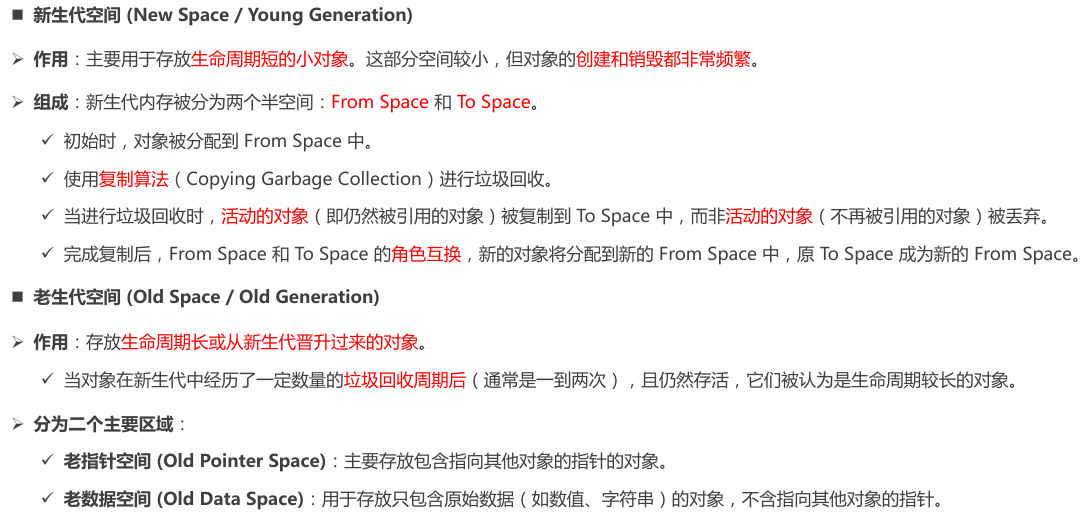 ■ 新生代空间 (New Space / Young Generation)
➢ 作用：主要用于存放生命周期短的小对象。这部分空间较小，但对象的创建和销毁都非常频繁。
➢ 组成：新生代内存被分为两个半空间：From Space 和 To Space。
✓ 初始时，对象被分配到 From Space 中。
✓ 使用复制算法（Copying Garbage Collection）进行垃圾回收。
✓ 当进行垃圾回收时，活动的对象（即仍然被引用的对象）被复制到 To Space 中，而非活动的对象（不再被引用的对象）被丢弃。
✓ 完成复制后，From Space 和 To Space 的角色互换，新的对象将分配到新的 From Space 中，原 To Space 成为新的 From Space。
■ 老生代空间 (Old Space / Old Generation)
➢ 作用：存放生命周期长或从新生代晋升过来的对象。
✓ 当对象在新生代中经历了一定数量的垃圾回收周期后（通常是一到两次），且仍然存活，它们被认为是生命周期较长的对象。
➢ 分为二个主要区域：
✓ 老指针空间 (Old Pointer Space)：主要存放包含指向其他对象的指针的对象。
✓ 老数据空间 (Old Data Space)：用于存放只包含原始数据（如数值、字符串）的对象，不含指向其他对象的指针。